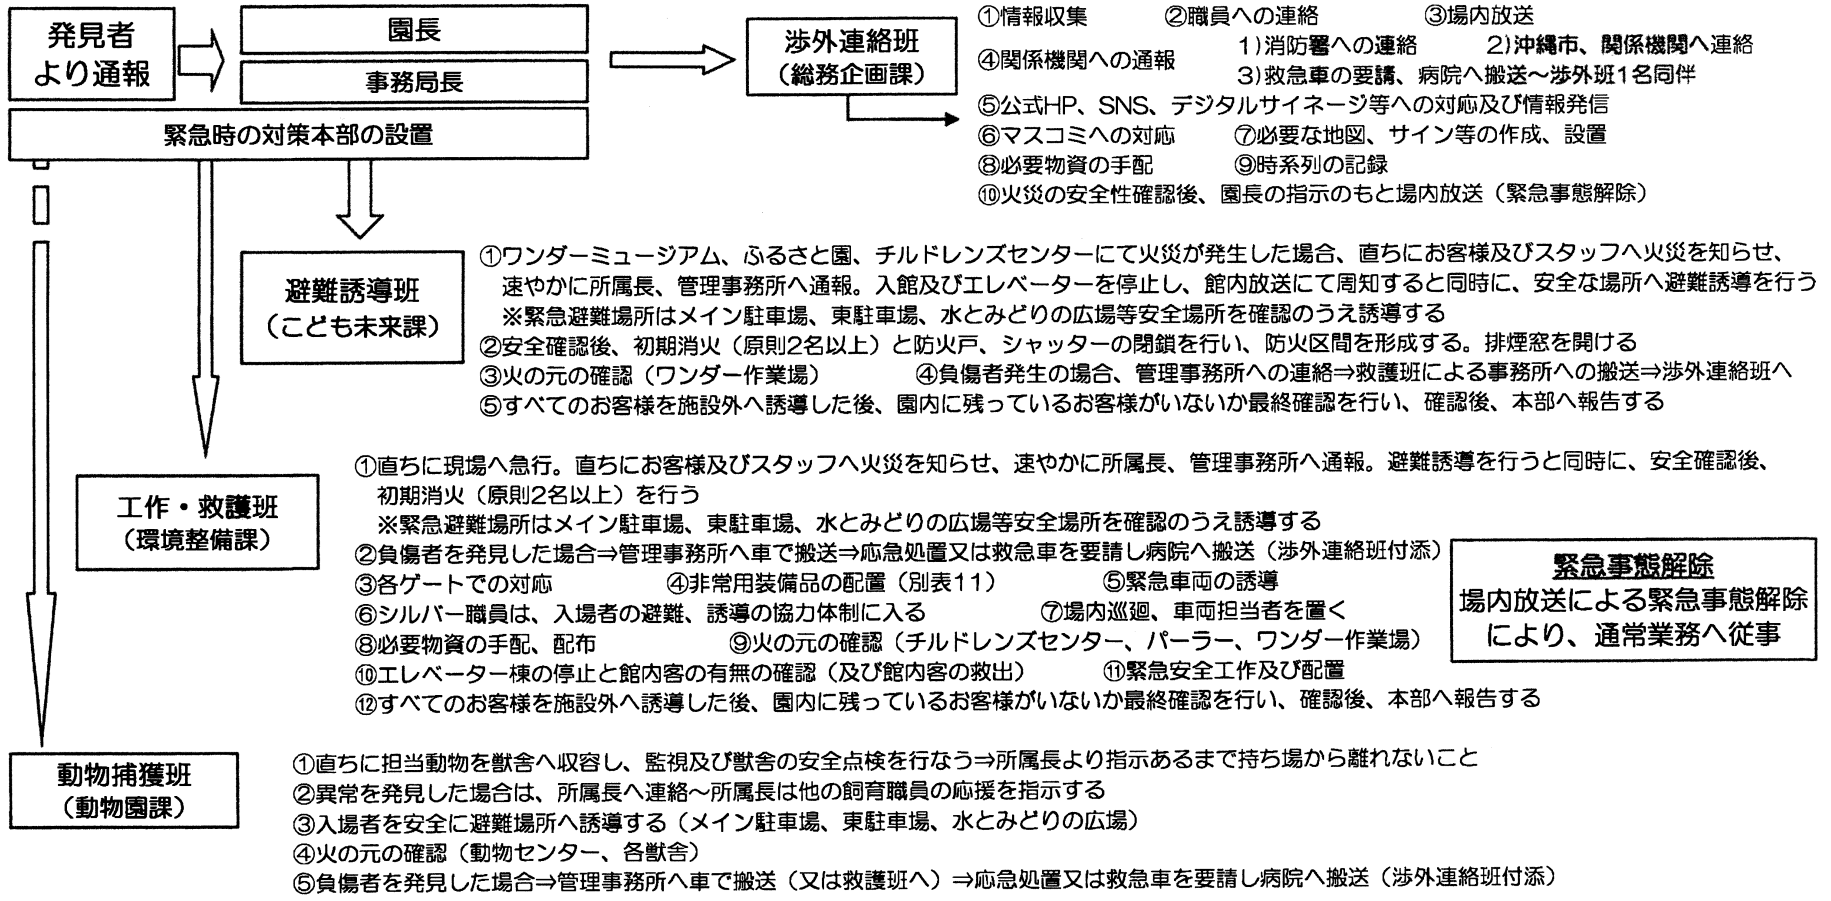 発見者
より通報
園長
事務局長
緊急時の対策本部の設置
渉外連絡班
（総務企画課）
①情報収集 ②職員への連絡 ③場内放送
④関係機関への通報
1)消防署への連絡 2)沖縄市、関係機関へ連絡
3)救急車の要請、病院へ搬送～渉外班1名同伴
⑤公式HP、SNS、デジタルサイネージ等への対応及び情報発信
⑥マスコミへの対応 ⑦必要な地図、サイン等の作成、設置
⑧必要物資の手配 ⑨時系列の記録
⑩火災の安全性確認後、園長の指示のもと場内放送（緊急事態解除）
避難誘導班
（こども未来課）
①ワンダーミュージアム、ふるさと園、チルドレンズセンターにて火災が発生した場合、直ちにお客様及びスタッフへ火災を知らせ、
速やかに所属長、管理事務所へ通報。入館及びエレベーターを停止し、館内放送にて周知すると同時に、安全な場所へ避難誘導を行う
※緊急避難場所はメイン駐車場、東駐車場、水とみどりの広場等安全場所を確認のうえ誘導する
②安全確認後、初期消火（原則2名以上）と防火戸、シャッターの閉鎖を行い、防火区間を形成する。排煙窓を開ける
③火の元の確認（ワンダー作業場） ④負傷者発生の場合、管理事務所への連絡⇒救護班による事務所への搬送⇒渉外連絡班へ
⑤すべてのお客様を施設外へ誘導した後、園内に残っているお客様がいないか最終確認を行い、確認後、本部へ報告する
工作・救護班
（環境整備課）
①直ちに現場へ急行。直ちにお客様及びスタッフへ火災を知らせ、速やかに所属長、管理事務所へ通報。避難誘導を行うと同時に、安全確認後、
初期消火（原則2名以上）を行う
※緊急避難場所はメイン駐車場、東駐車場、水とみどりの広場等安全場所を確認のうえ誘導する
②負傷者を発見した場合⇒管理事務所へ車で搬送⇒応急処置又は救急車を要請し病院へ搬送（渉外連絡班付添）
③各ゲートでの対応 ④非常用装備品の配置（別表11） ⑤緊急車両の誘導
⑥シルバー職員は、入場者の避難、誘導の協力体制に入る ⑦場内巡廻、車両担当者を置く
⑧必要物資の手配、配布 ⑨火の元の確認（チルドレンズセンター、パーラー、ワンダー作業場）
⑩エレベーター棟の停止と館内客の有無の確認（及び館内客の救出） ⑪緊急安全工作及び配置
⑫すべてのお客様を施設外へ誘導した後、園内に残っているお客様がいないか最終確認を行い、確認後、本部へ報告する
緊急事態解除
場内放送による緊急事態解除
により、通常業務へ従事
動物捕獲班
（動物園課）
①直ちに担当動物を獣舎へ収容し、監視及び獣舎の安全点検を行なう⇒所属長より指示あるまで持ち場から離れないこと
②異常を発見した場合は、所属長へ連絡～所属長は他の飼育職員の応援を指示する
③入場者を安全に避難場所へ誘導する（メイン駐車場、東駐車場、水とみどりの広場）
④火の元の確認（動物センター、各獣舎）
⑤負傷者を発見した場合⇒管理事務所へ車で搬送（又は救護班へ）⇒応急処置又は救急車を要請し病院へ搬送（渉外連絡班付添）